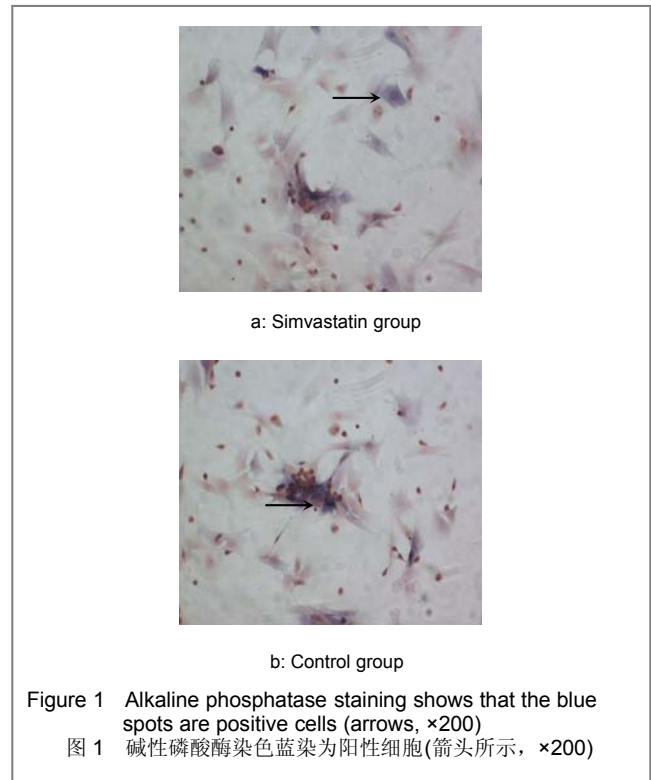 a: Simvastatin group
b: Control group
Figure 1 Alkaline phosphatase staining shows that the blue
spots are positive cells (arrows, ×200)
图 1 碱性磷酸酶染色蓝染为阳性细胞(箭头所示，×200)